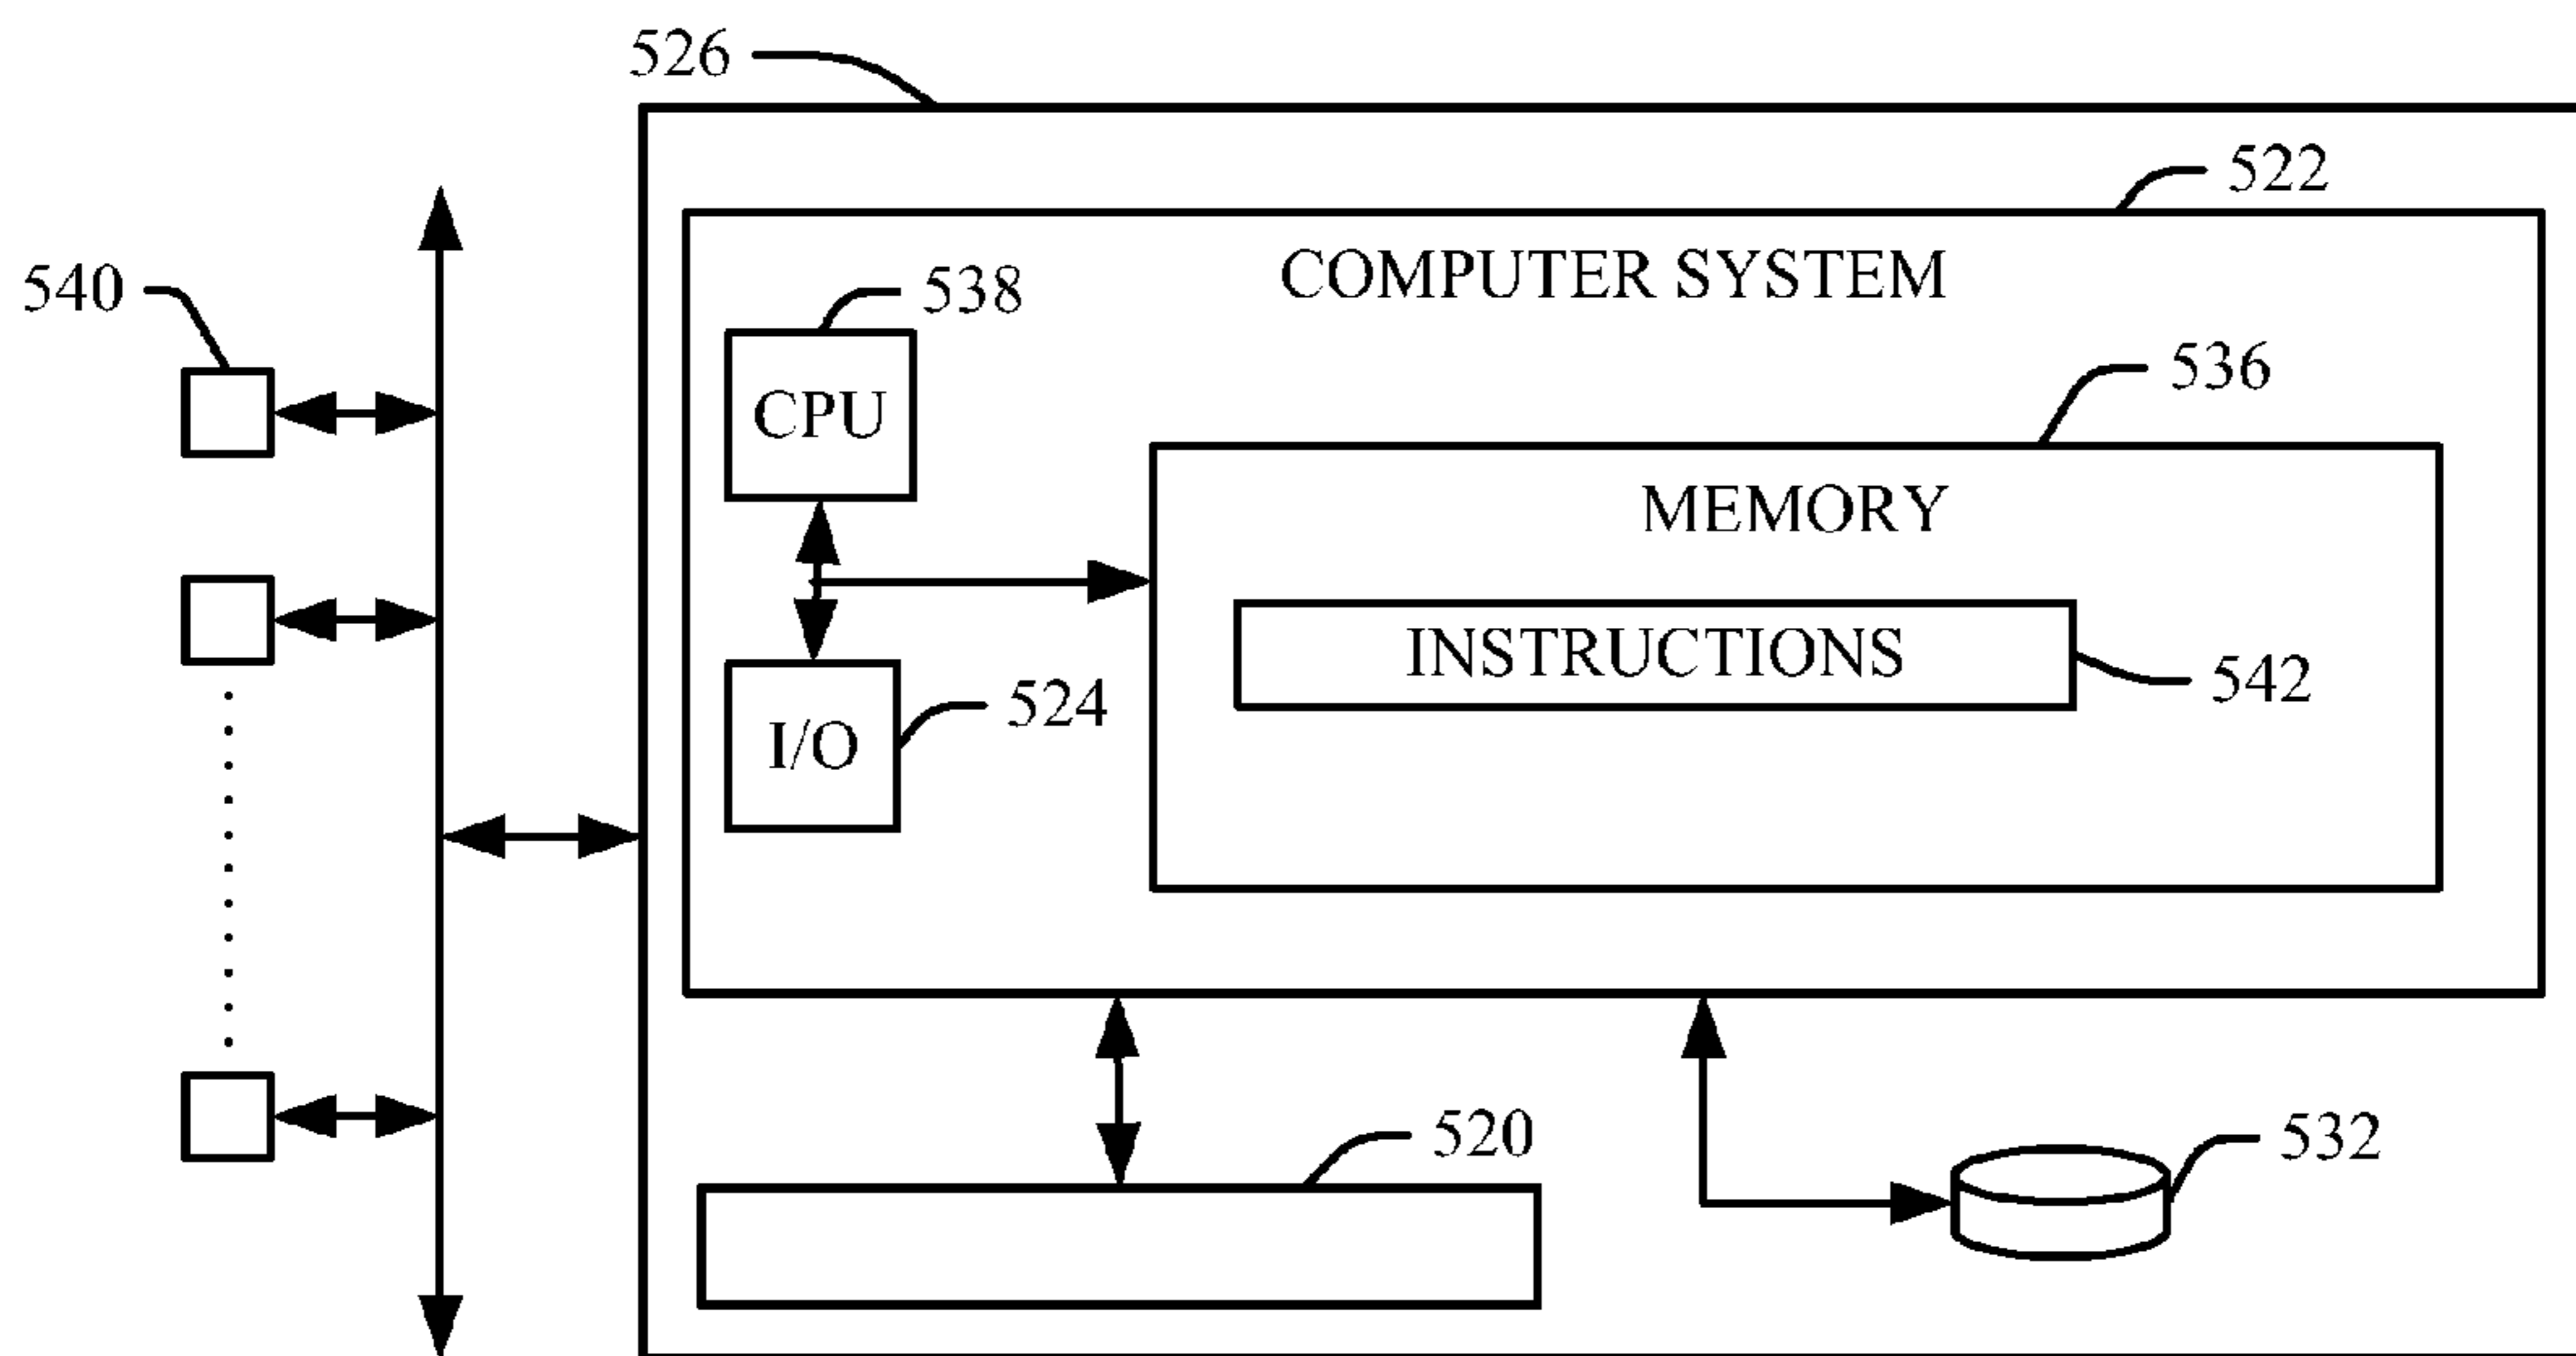 526
522
COMPUTER SYSTEM
540
538
536
CPU
MEMORY
INSTRUCTIONS
542
524
I/O
520
532